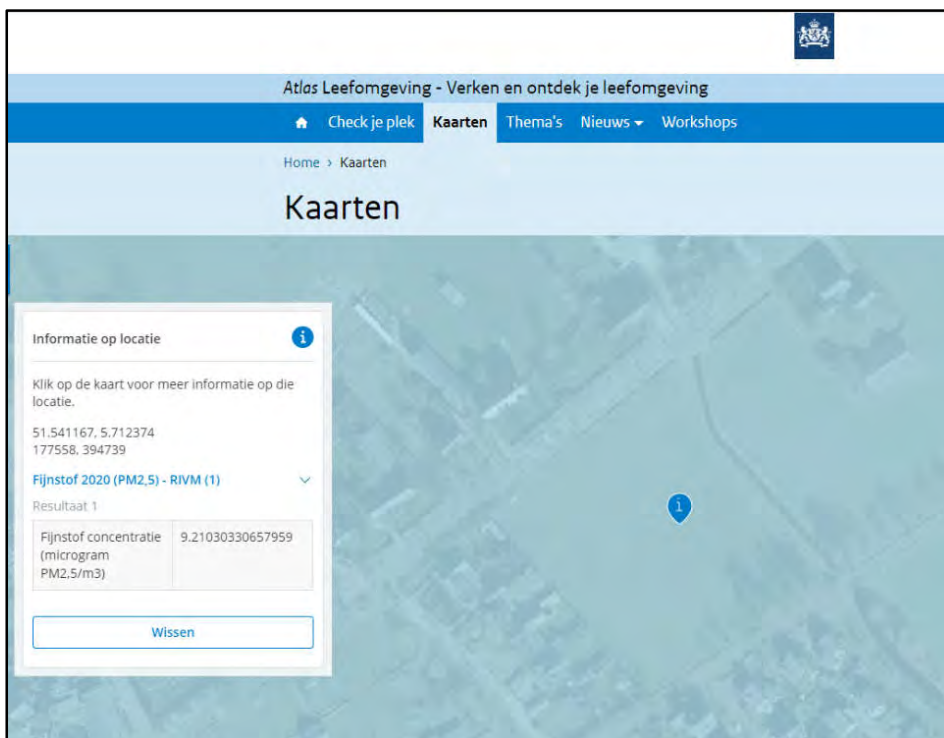 Atlas Leefomgeving - Verken en ontdek je leefomgeving
Check je plek Kaarten Thema's Nieuws Workshops
Home › Kaarten
Kaarten
Informatie op locatie
Klik op de kaart voor meer informatie op die
locatie.
51.541167, 5.712374
177558, 394739
Fijnstof 2020 (PM2,5) - RIVM (1)
Resultaat 1
Fijnstof concentratie 9.21030330657959
(microgram
PM2,5/m3)
Wissen